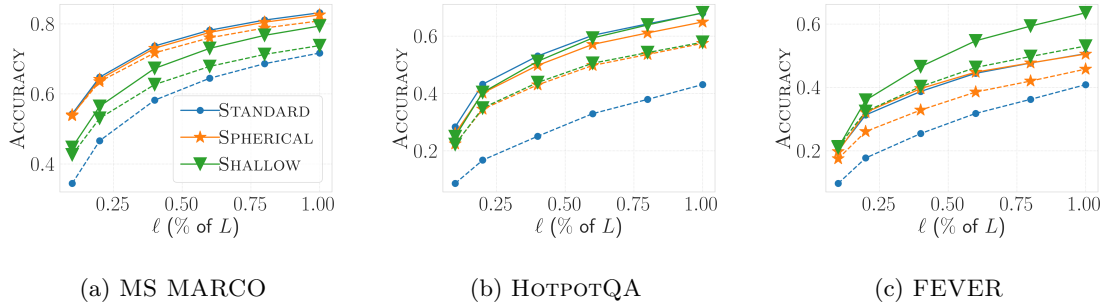 ACCURACY
0.8
0.6
0.4
STANDARD
SPHERICAL
SHALLOW
0.25 0.50 0.75 1.00
ℓ (% of L)
(a) MS MARCO
ACCURACY
0.6
0.4
0.2
0.25 0.50 0.75 1.00
ℓ (% of L)
(b) HOTPOTQA
ACCURACY
0.6
0.4
0.2
0.25 0.50 0.75 1.00
ℓ (% of L)
(c) FEVER